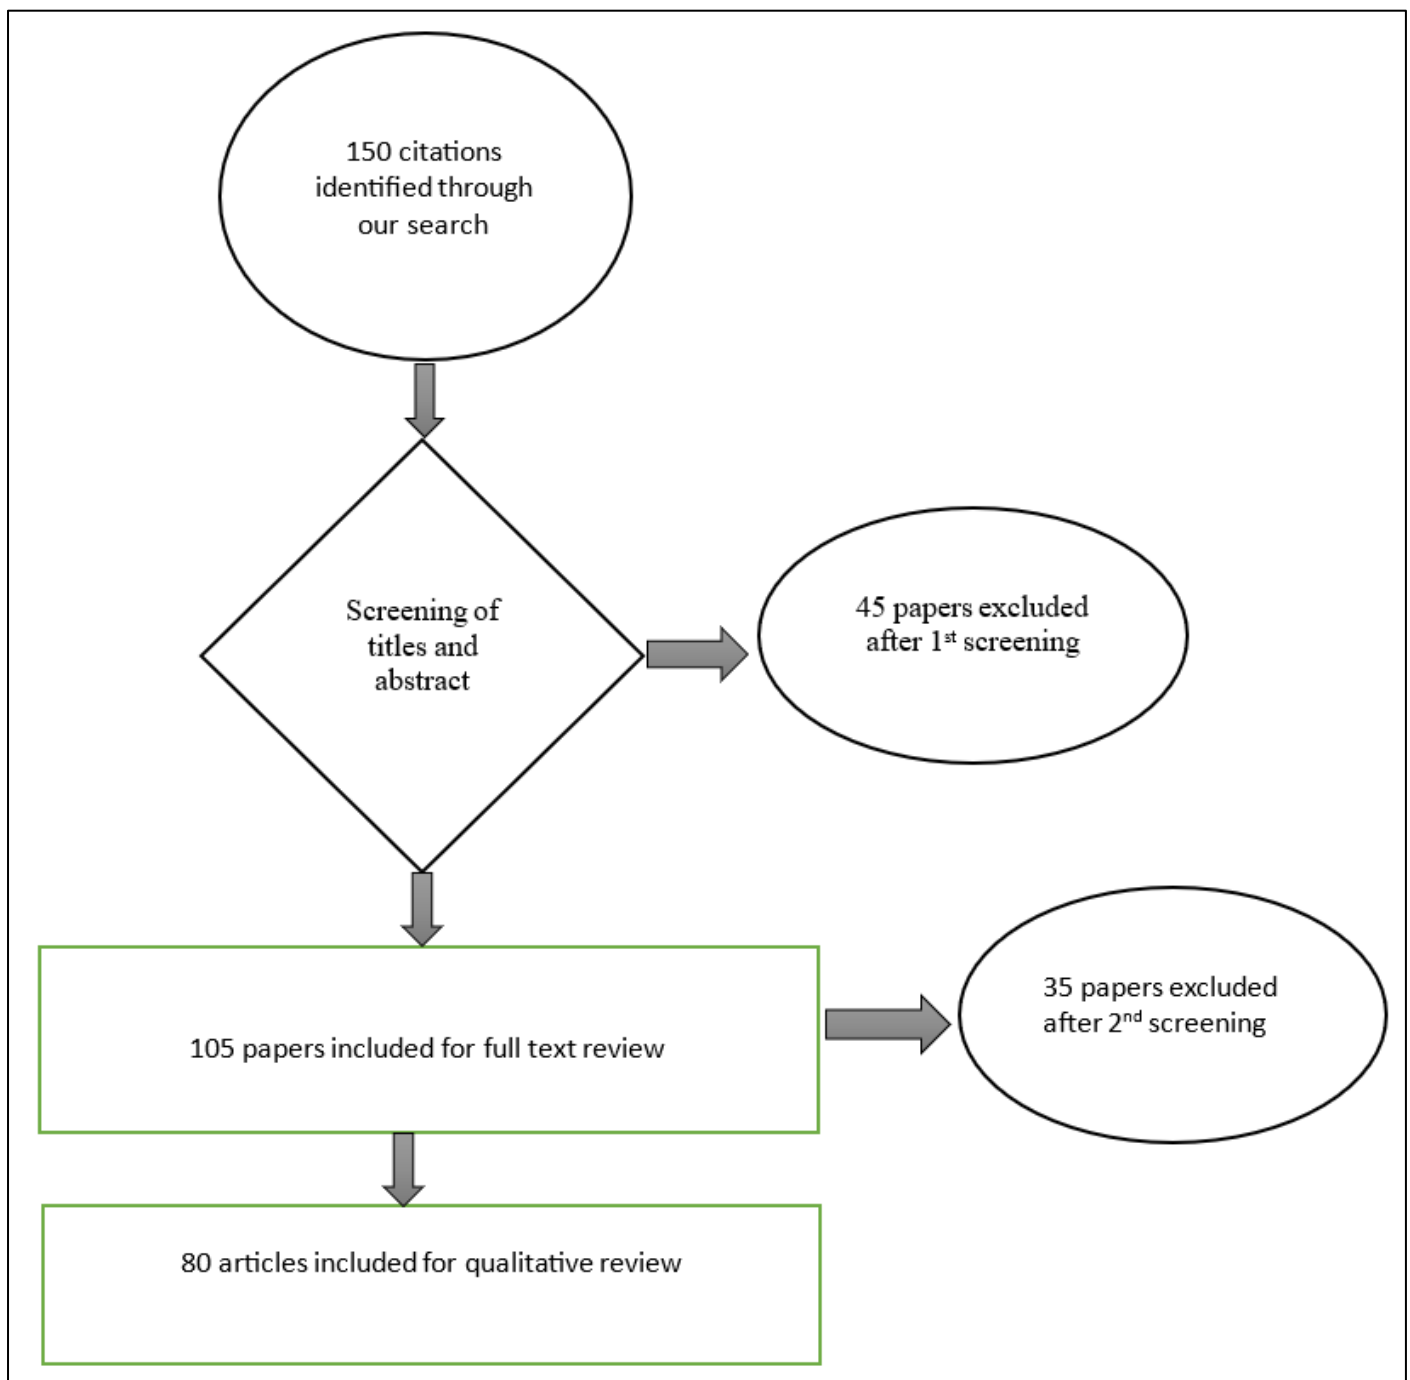 150 citations
identified through
our search
Screening of
titles and
abstract
45 papers excluded
after 1st screening
105 papers included for full text review
35 papers excluded
after 2nd screening
80 articles included for qualitative review